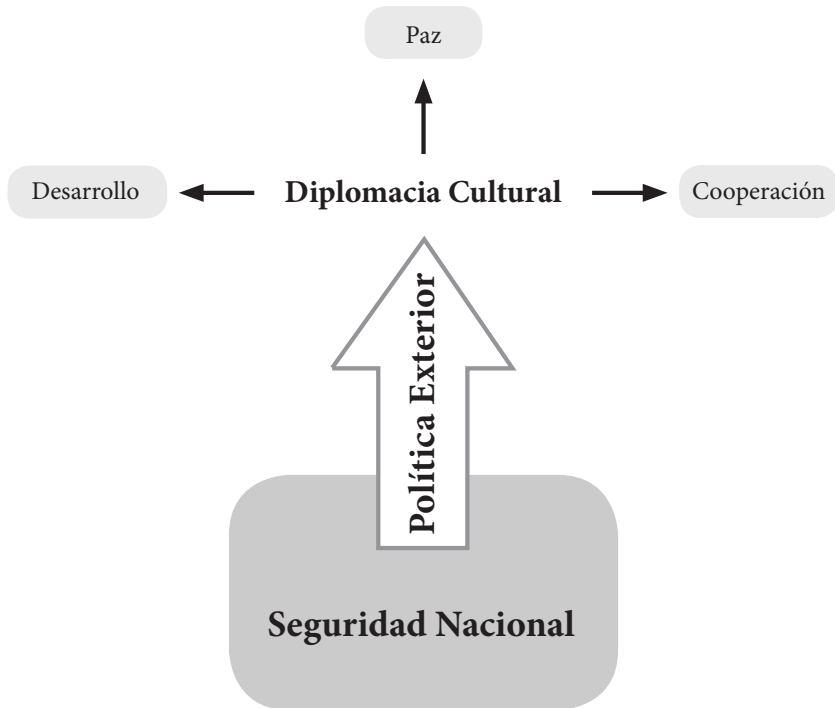 Paz
Desarrollo
Diplomacia Cultural
Cooperación
Política Exterior
Seguridad Nacional